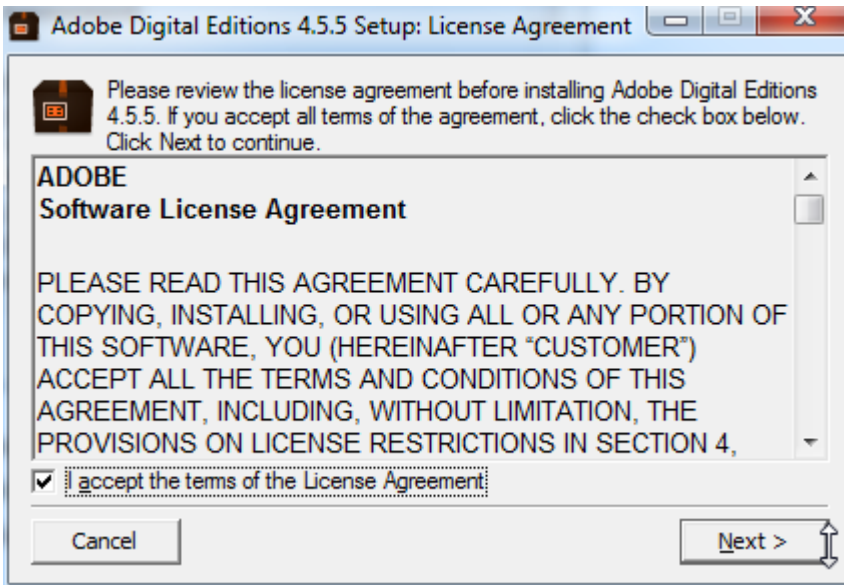 Adobe Digital Editions 4.5.5 Setup: License Agreement
Please review the license agreement before installing Adobe Digital Editions
4.5.5. If you accept all terms of the agreement, click the check box below.
Click Next to continue.
ADOBE
Software License Agreement
PLEASE READ THIS AGREEMENT CAREFULLY. BY
COPYING, INSTALLING, OR USING ALL OR ANY PORTION OF
THIS SOFTWARE, YOU (HEREINAFTER “CUSTOMER”)
ACCEPT ALL THE TERMS AND CONDITIONS OF THIS
AGREEMENT, INCLUDING, WITHOUT LIMITATION, THE
PROVISIONS ON LICENSE RESTRICTIONS IN SECTION 4,
I accept the terms of the License Agreement
Cancel
Next >